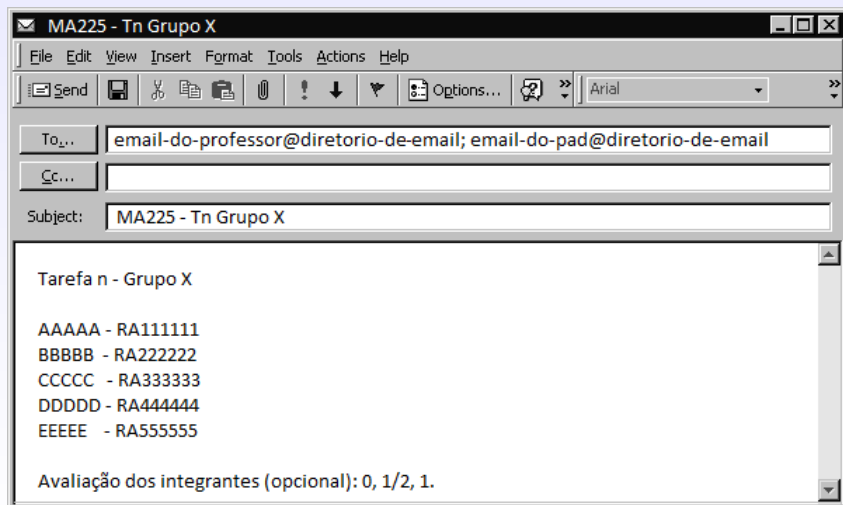 MA225 - Tn Grupo X
File Edit View Insert Format Tools Actions Help
Send Options... Arial
To... email-do-professor@diretorio-de-email; email-do-pad@diretorio-de-email
Cc...
Subject: MA225 - Tn Grupo X
Tarefa n - Grupo X
AAAAA - RA111111
BBBBB - RA222222
CCCCC - RA333333
DDDDD - RA444444
EEEEE - RA555555
Avaliação dos integrantes (opcional): 0, 1/2, 1.